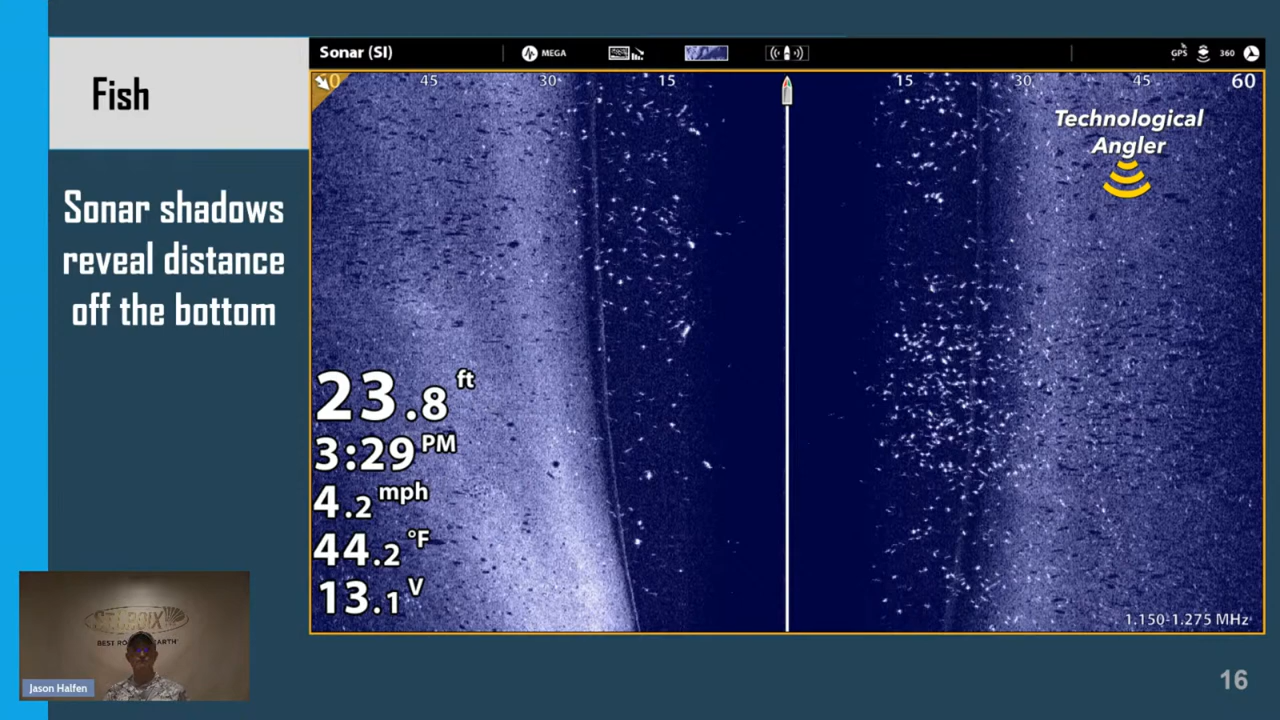 Fish
Sonar shadows
reveal distance
off the bottom
Sonar (SI)
MEGA
GPS
360
45 30 15 15 30 45 60
Technological
Angler
23.8 ft
3:29 PM
4.2 mph
44.2 °F
13.1 V
1.150-1.275 MHz
ST.CROIX
Jason Halfen
16